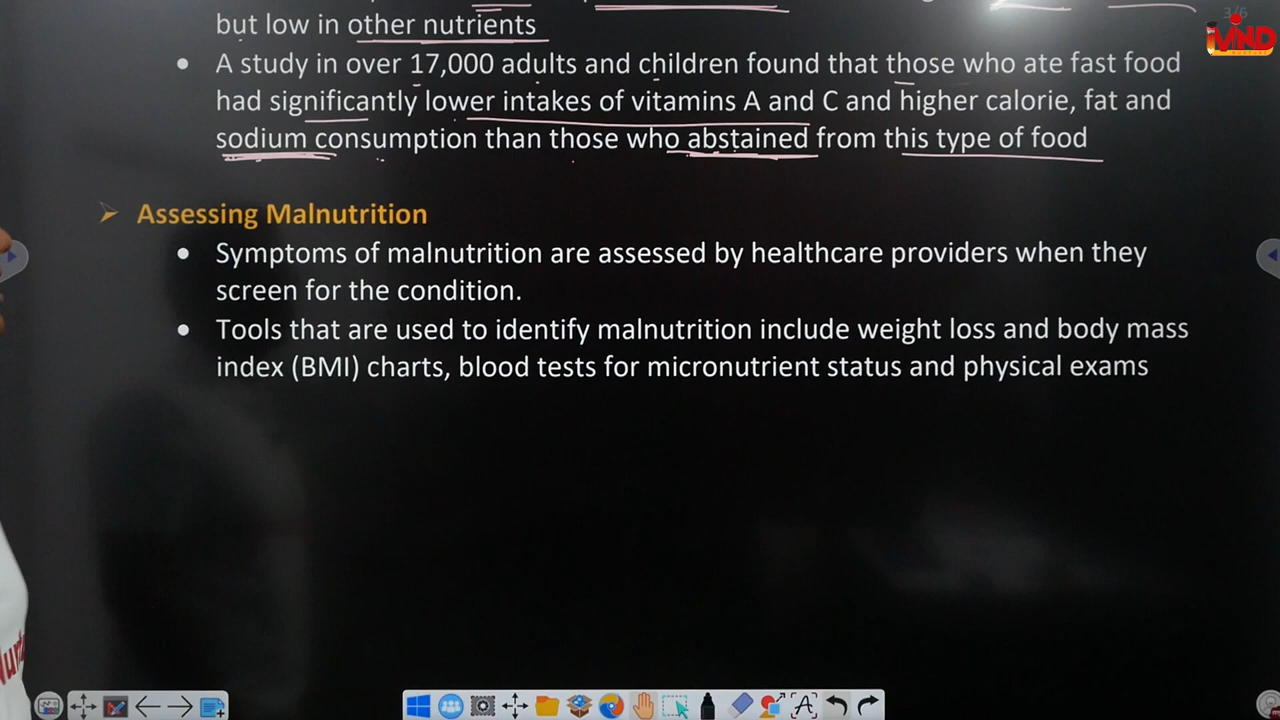 but low in other nutrients
3/6
iMIND
• A study in over 17,000 adults and children found that those who ate fast food
had significantly lower intakes of vitamins A and C and higher calorie, fat and
sodium consumption than those who abstained from this type of food
➢ Assessing Malnutrition
• Symptoms of malnutrition are assessed by healthcare providers when they
screen for the condition.
• Tools that are used to identify malnutrition include weight loss and body mass
index (BMI) charts, blood tests for micronutrient status and physical exams